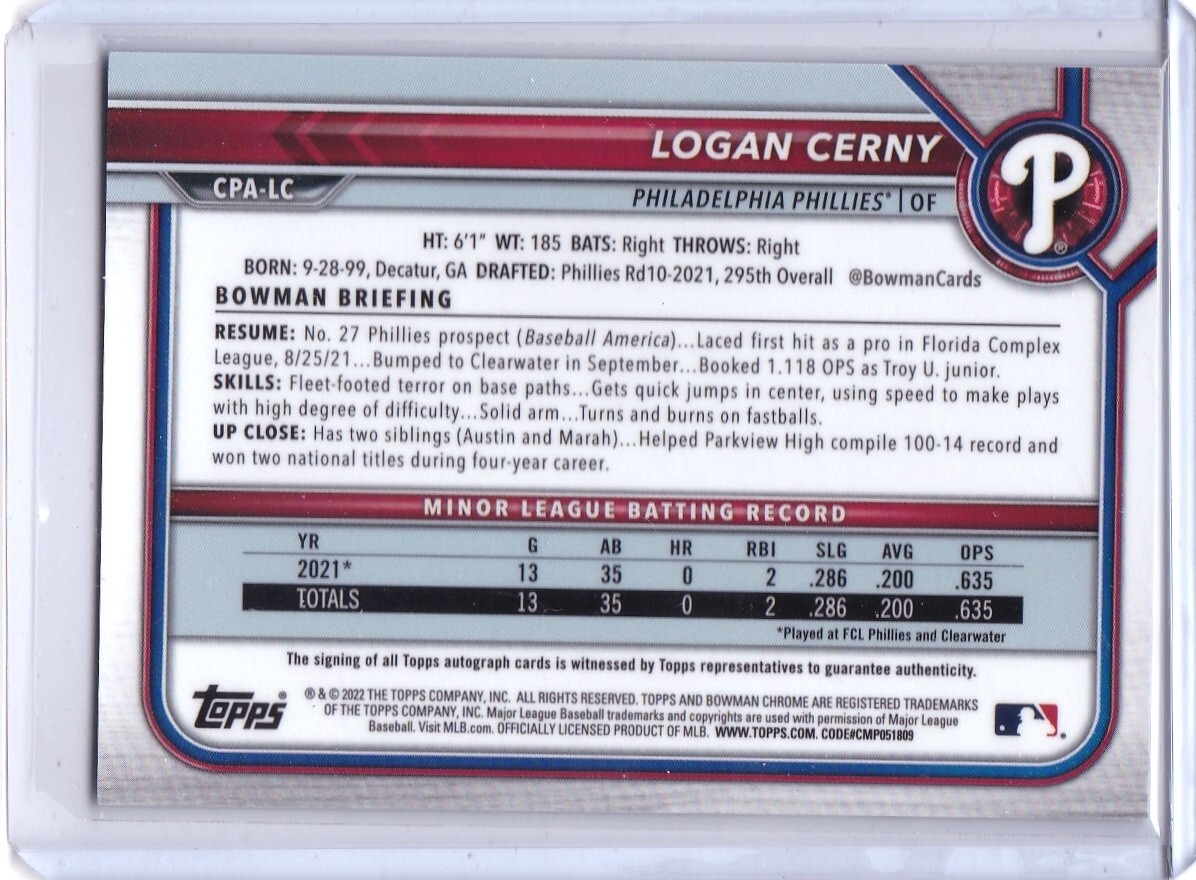 LOGAN CERNY
CPA-LC
PHILADELPHIA PHILLIES® | OF
P®
HT: 6'1" WT: 185 BATS: Right THROWS: Right
BORN: 9-28-99, Decatur, GA DRAFTED: Phillies Rd10-2021, 295th Overall @BowmanCards
BOWMAN BRIEFING
RESUME: No. 27 Phillies prospect (Baseball America)...Laced first hit as a pro in Florida Complex
League, 8/25/21...Bumped to Clearwater in September...Booked 1.118 OPS as Troy U. junior.
SKILLS: Fleet-footed terror on base paths...Gets quick jumps in center, using speed to make plays
with high degree of difficulty...Solid arm...Turns and burns on fastballs.
UP CLOSE: Has two siblings (Austin and Marah)...Helped Parkview High compile 100-14 record and
won two national titles during four-year career.
MINOR LEAGUE BATTING RECORD
YR G AB HR RBI SLG AVG OPS
2021* 13 35 0 2 .286 .200 .635
TOTALS 13 35 0 2 .286 .200 .635
*Played at FCL Phillies and Clearwater
The signing of all Topps autograph cards is witnessed by Topps representatives to guarantee authenticity.
Topps®
® & © 2022 THE TOPPS COMPANY, INC. ALL RIGHTS RESERVED. TOPPS AND BOWMAN CHROME ARE REGISTERED TRADEMARKS
OF THE TOPPS COMPANY, INC. Major League Baseball trademarks and copyrights are used with permission of Major League
Baseball. Visit MLB.com. OFFICIALLY LICENSED PRODUCT OF MLB. WWW.TOPPS.COM. CODE#CMP051809